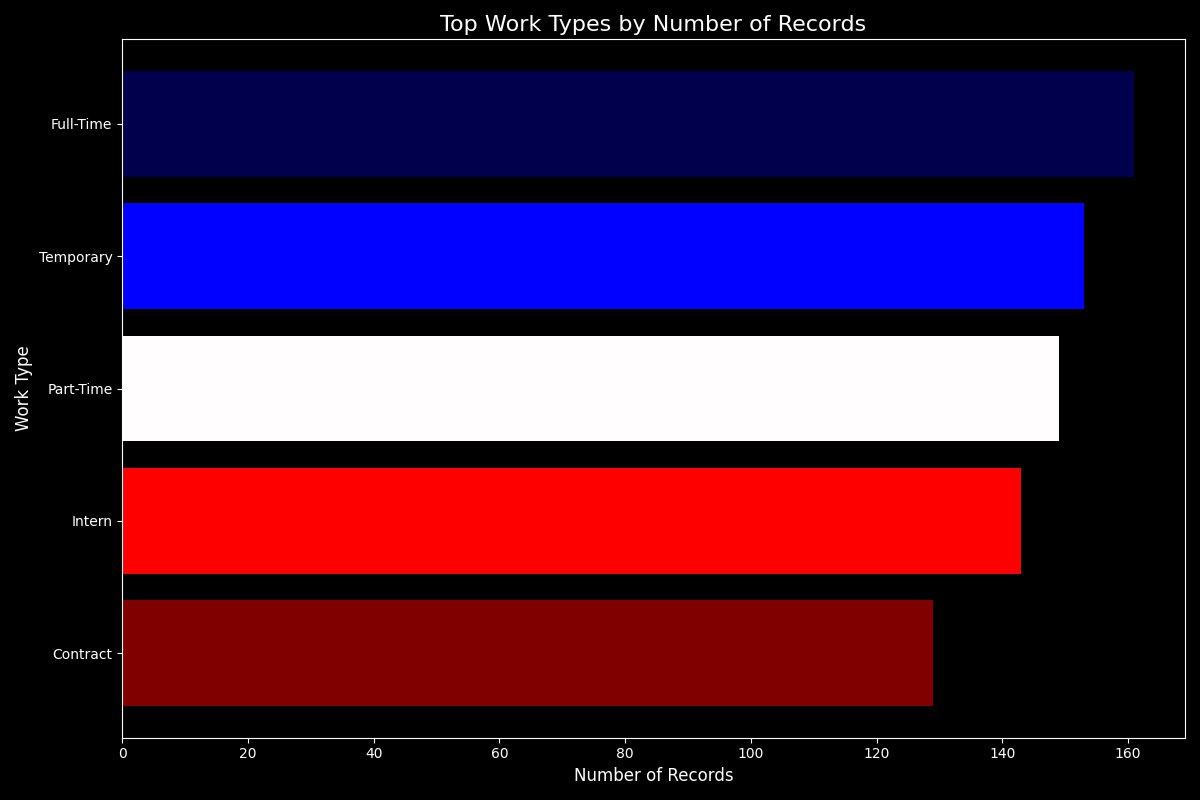 Top Work Types by Number of Records
Work Type
Full-Time
Temporary
Part-Time
Intern
Contract
0 20 40 60 80 100 120 140 160
Number of Records